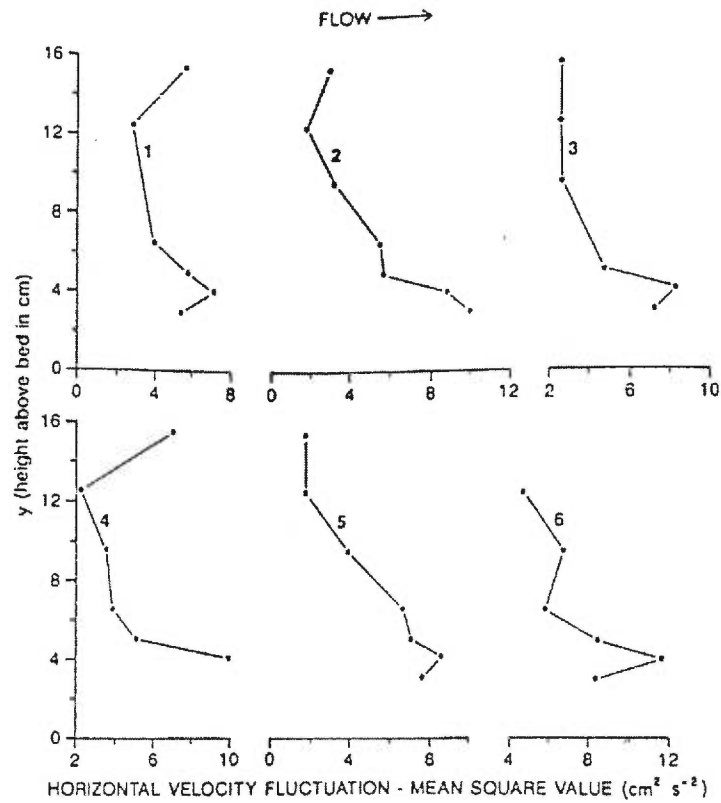 FLOW
16
12
8
4
0
1
2
3
0 4 8
0 4 8 12
2 6 10
y (height above bed in cm)
16
12
8
4
0
4
5
6
2 6 10
0 4 8
4 8 12
HORIZONTAL VELOCITY FLUCTUATION - MEAN SQUARE VALUE (cm² s⁻²)